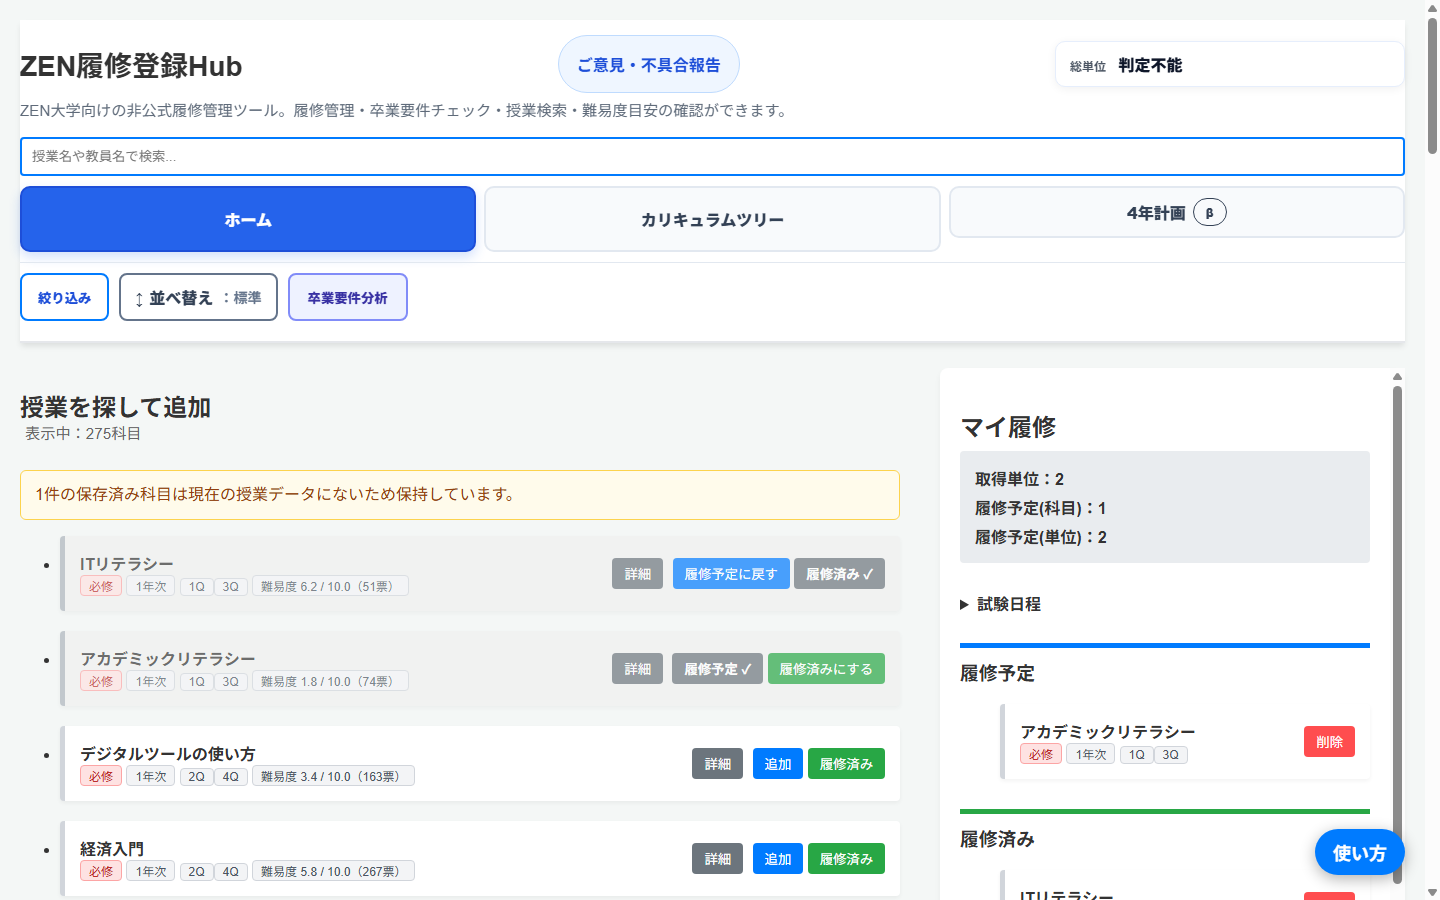 ZEN履修登録Hub
ご意見・不具合報告
総単位 判定不能
ZEN大学向けの非公式履修管理ツール。履修管理・卒業要件チェック・授業検索・難易度目安の確認ができます。
授業名や教員名で検索...
ホーム
カリキュラムツリー
4年計画 β
絞り込み
↕ 並べ替え ：標準
卒業要件分析
授業を探して追加
表示中：275科目
1件の保存済み科目は現在の授業データにないため保持しています。
ITリテラシー
必修 1年次 1Q 3Q 難易度 6.2 / 10.0（51票）
詳細 履修予定に戻す 履修済み ✓
アカデミックリテラシー
必修 1年次 1Q 3Q 難易度 1.8 / 10.0（74票）
詳細 履修予定 ✓ 履修済みにする
デジタルツールの使い方
必修 1年次 2Q 4Q 難易度 3.4 / 10.0（163票）
詳細 追加 履修済み
経済入門
必修 1年次 2Q 4Q 難易度 5.8 / 10.0（267票）
詳細 追加 履修済み
マイ履修
取得単位：2
履修予定(科目)：1
履修予定(単位)：2
▶ 試験日程
履修予定
アカデミックリテラシー
必修 1年次 1Q 3Q
削除
履修済み
ITリテラシー
使い方